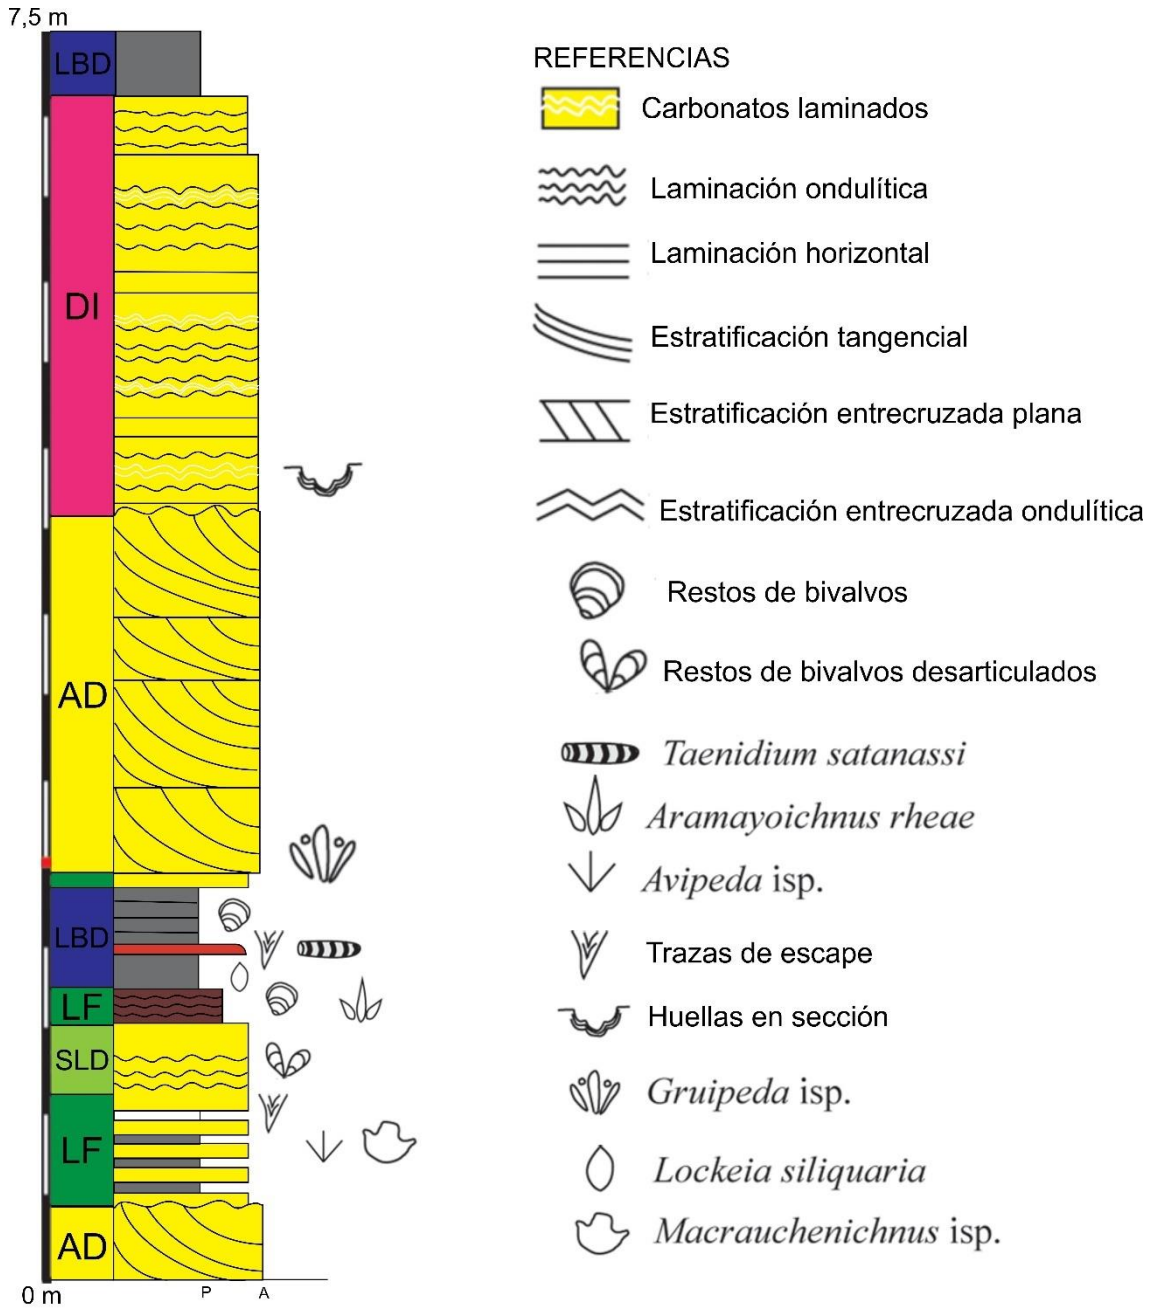 7,5 m
LBD
DI
AD
LBD
LF
SLD
LF
AD
0 m
P
A
REFERENCIAS
Carbonatos laminados
Laminación ondulítica
Laminación horizontal
Estratificación tangencial
Estratificación entrecruzada plana
Estratificación entrecruzada ondulítica
Restos de bivalvos
Restos de bivalvos desarticulados
Taenidium satanassi
Aramayoichnus rheae
Avipeda isp.
Trazas de escape
Huellas en sección
Gruipeda isp.
Lockeia siliquaria
Macrauchenichnus isp.